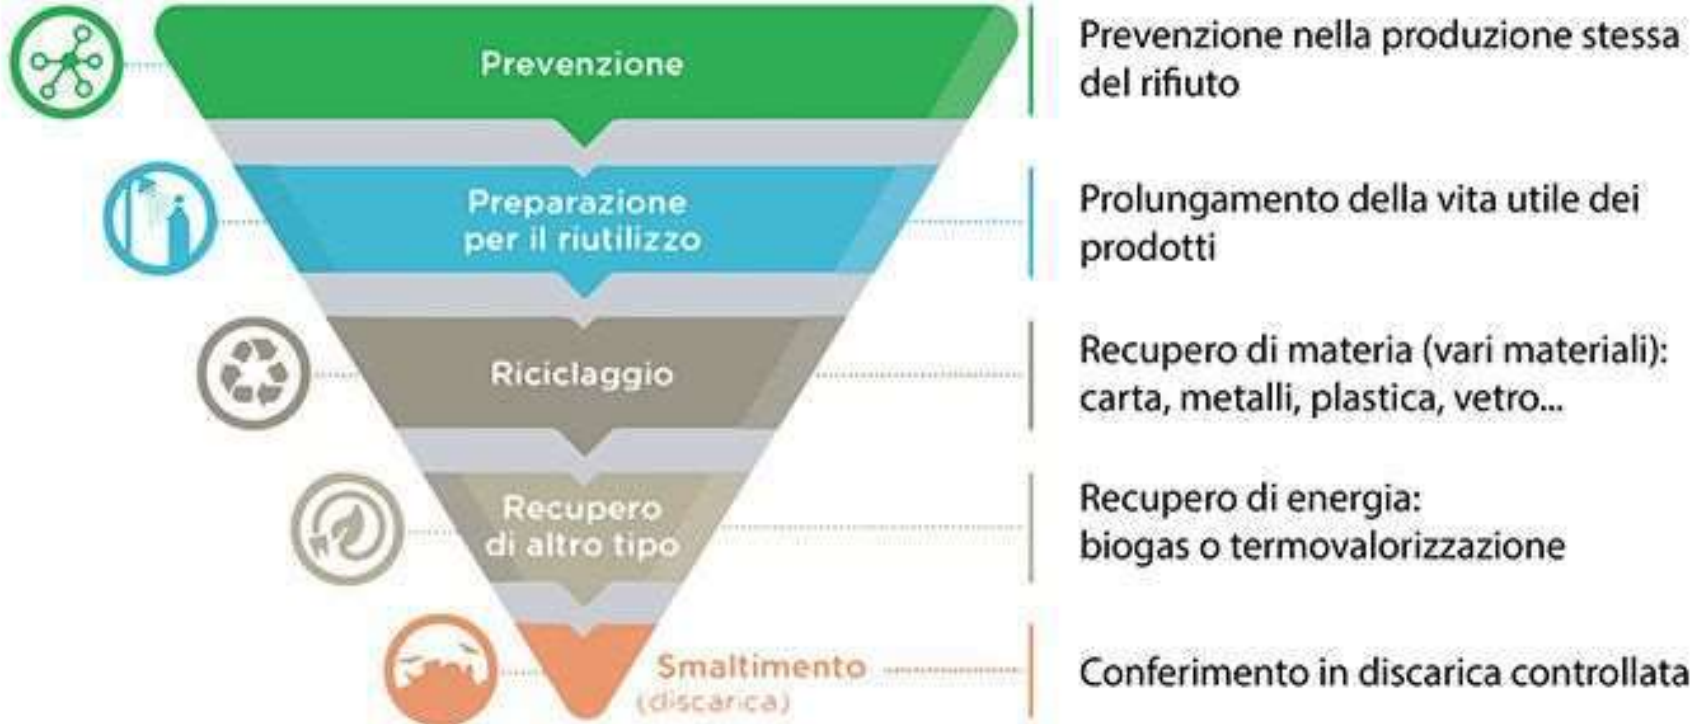 Prevenzione
Prevenzione nella produzione stessa
del rifiuto
Preparazione
per il riutilizzo
Prolungamento della vita utile dei
prodotti
Riciclaggio
Recupero di materia (vari materiali):
carta, metalli, plastica, vetro...
Recupero
di altro tipo
Recupero di energia:
biogas o termovalorizzazione
Smaltimento
(discarica)
Conferimento in discarica controllata